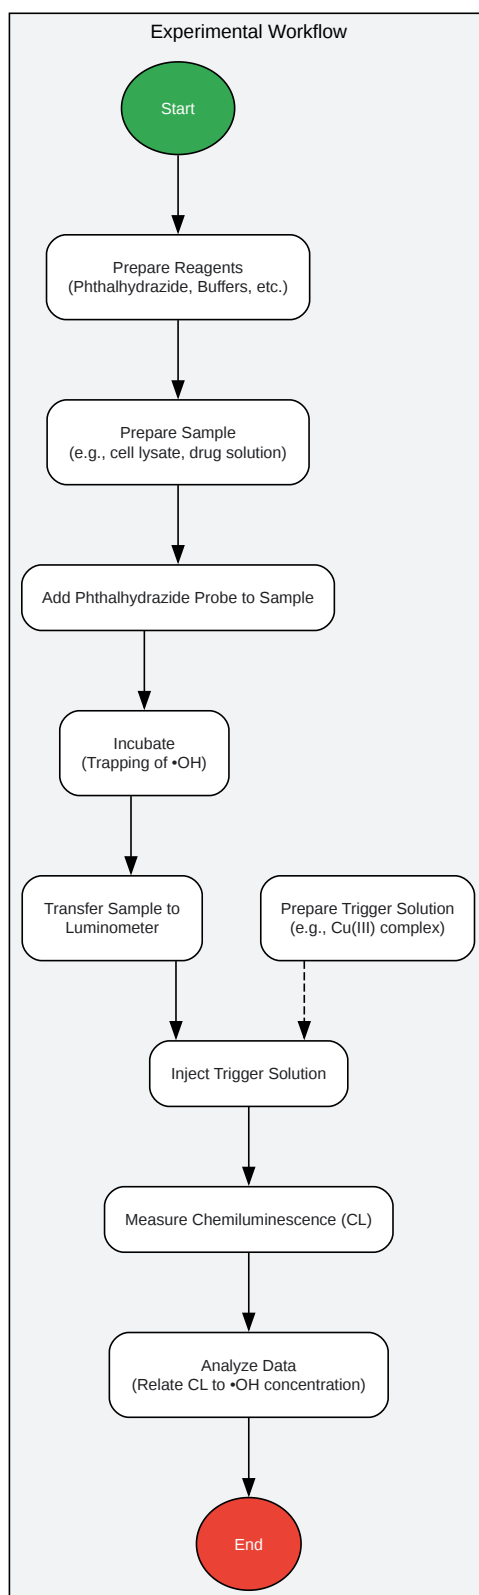 Experimental Workflow
Start
Prepare Reagents
(Phthalhydrazide, Buffers, etc.)
Prepare Sample
(e.g., cell lysate, drug solution)
Add Phthalhydrazide Probe to Sample
Incubate
(Trapping of •OH)
Transfer Sample to
Luminometer
Prepare Trigger Solution
(e.g., Cu(III) complex)
Inject Trigger Solution
Measure Chemiluminescence (CL)
Analyze Data
(Relate CL to •OH concentration)
End